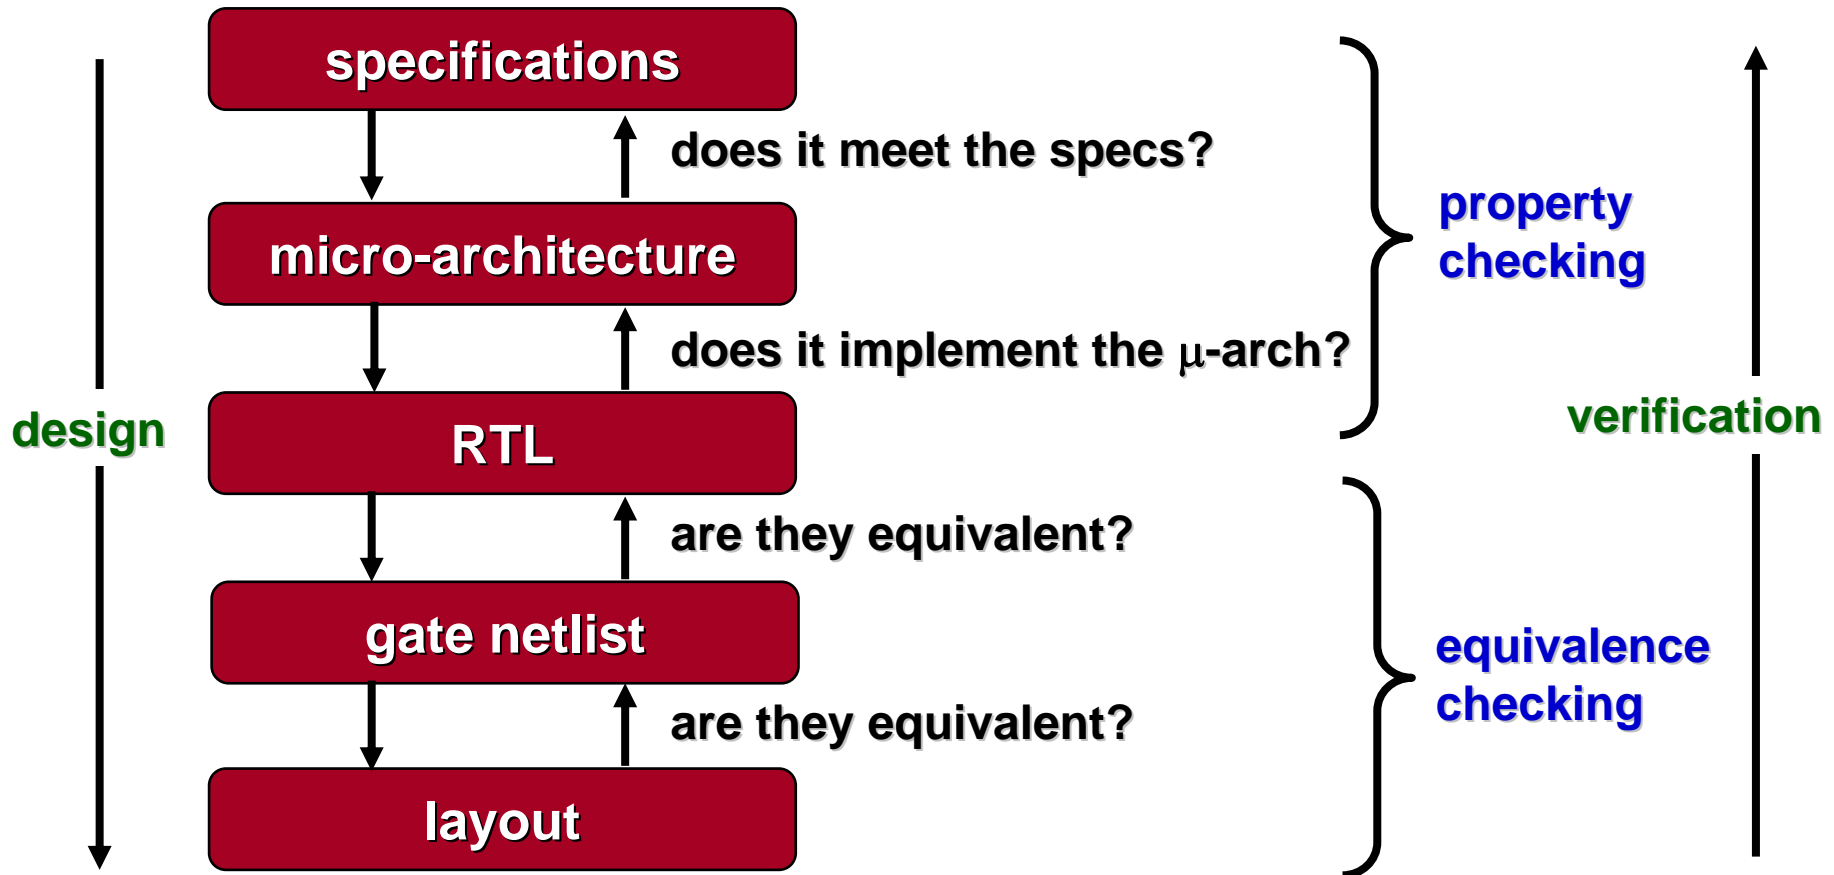 specifications
does it meet the specs?
property
checking
micro-architecture
does it implement the μ-arch?
design
verification
RTL
are they equivalent?
gate netlist
equivalence
checking
are they equivalent?
layout